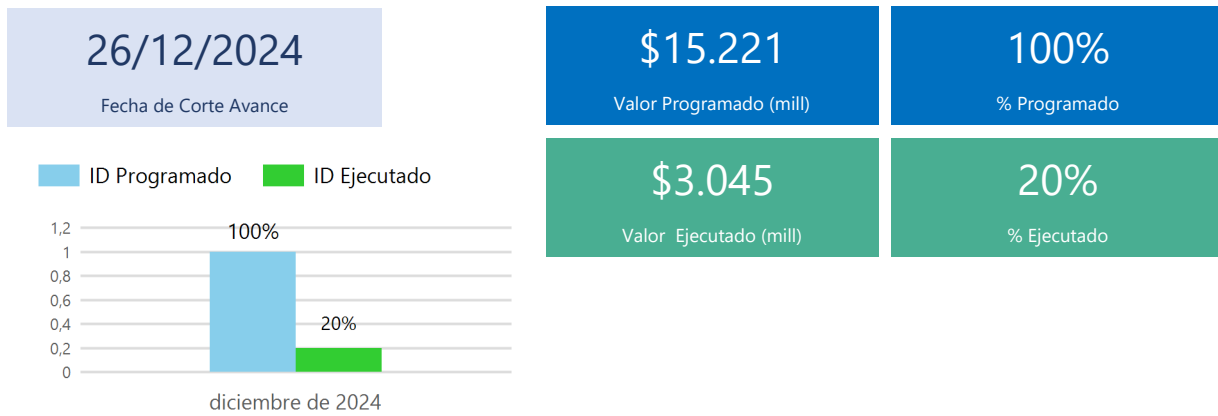 26/12/2024
Fecha de Corte Avance
$15.221
Valor Programado (mill)
100%
% Programado
$3.045
Valor  Ejecutado (mill)
20%
% Ejecutado
ID Programado
ID Ejecutado
1,2
1
0,8
0,6
0,4
0,2
0
100%
20%
diciembre de 2024